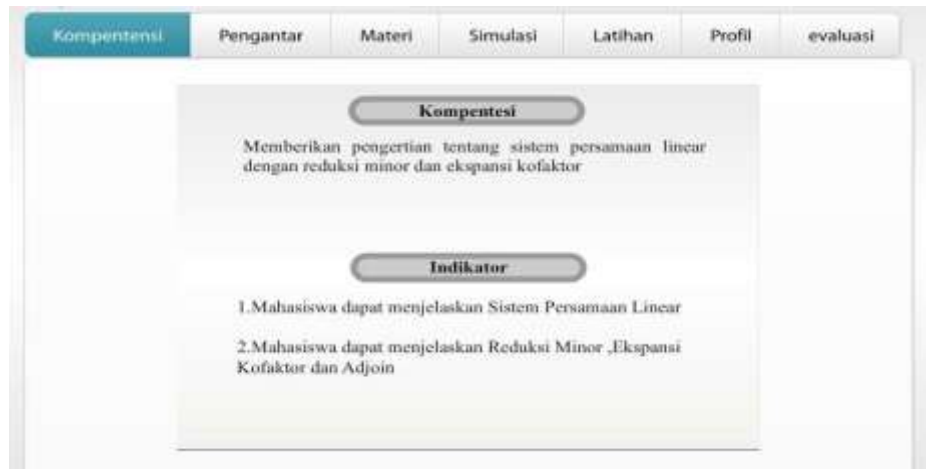 Kompentensi Pengantar Materi Simulasi Latihan Profil evaluasi
Kompentesi
Memberikan pengertian tentang sistem persamaan linear
dengan reduksi minor dan ekspansi kofaktor
Indikator
1.Mahasiswa dapat menjelaskan Sistem Persamaan Linear
2.Mahasiswa dapat menjelaskan Reduksi Minor ,Ekspansi
Kofaktor dan Adjoin